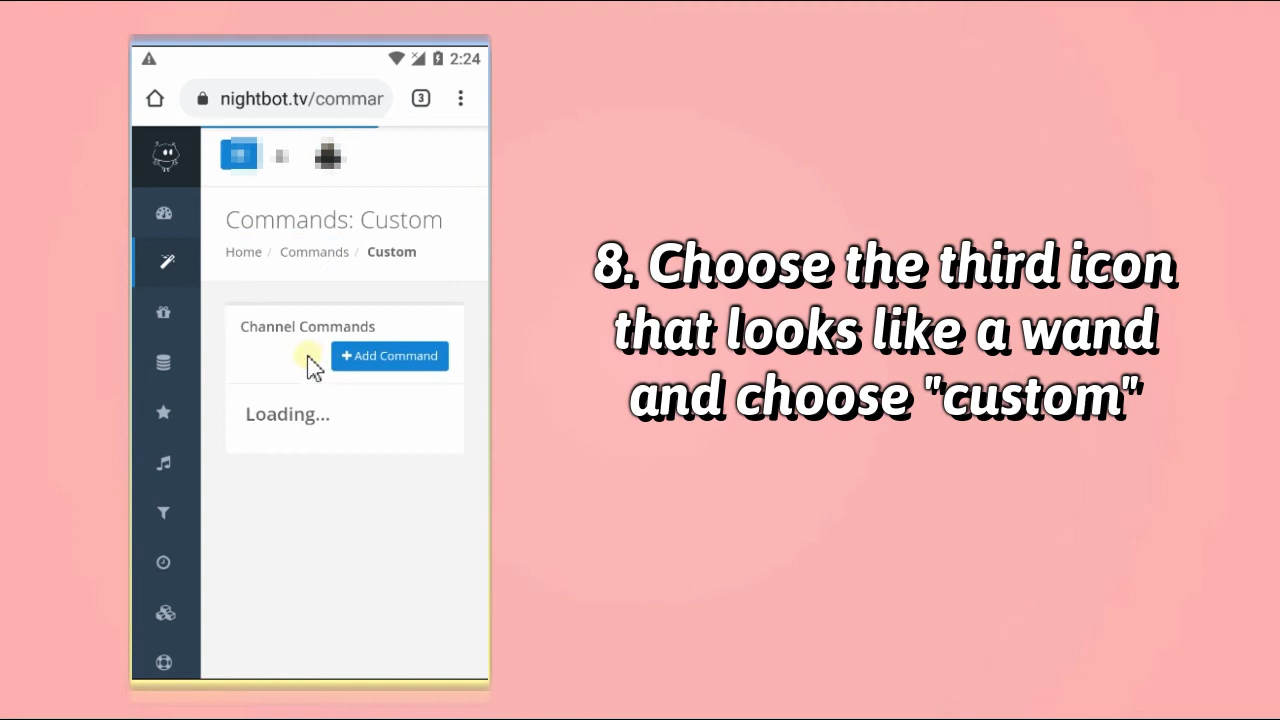 2:24
nightbot.tv/commar
3
Commands: Custom
Home / Commands / Custom
Channel Commands
+ Add Command
Loading...
8. Choose the third icon
that looks like a wand
and choose "custom"